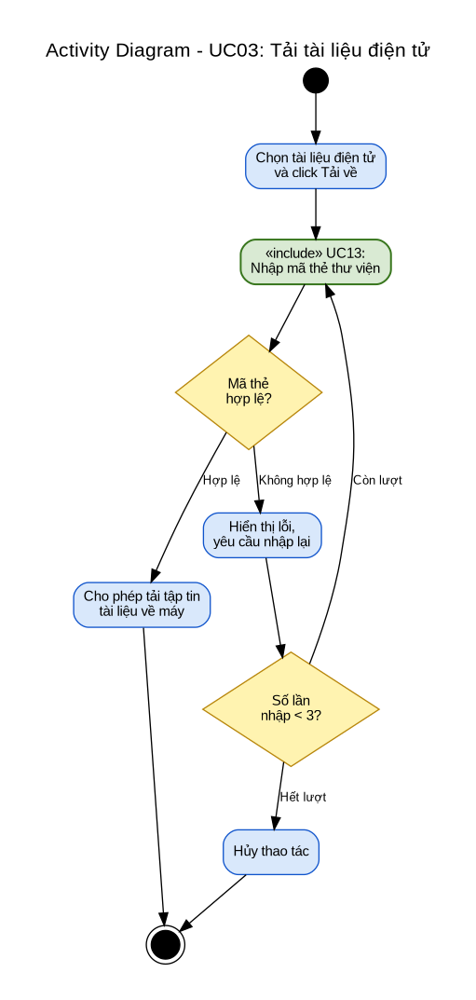 Activity Diagram - UC03: Tải tài liệu điện tử
Chọn tài liệu điện tử
và click Tải về
«include» UC13:
Nhập mã thẻ thư viện
Mã thẻ
hợp lệ?
Hợp lệ
Không hợp lệ
Còn lượt
Hiển thị lỗi,
yêu cầu nhập lại
Cho phép tải tập tin
tài liệu về máy
Số lần
nhập < 3?
Hết lượt
Hủy thao tác